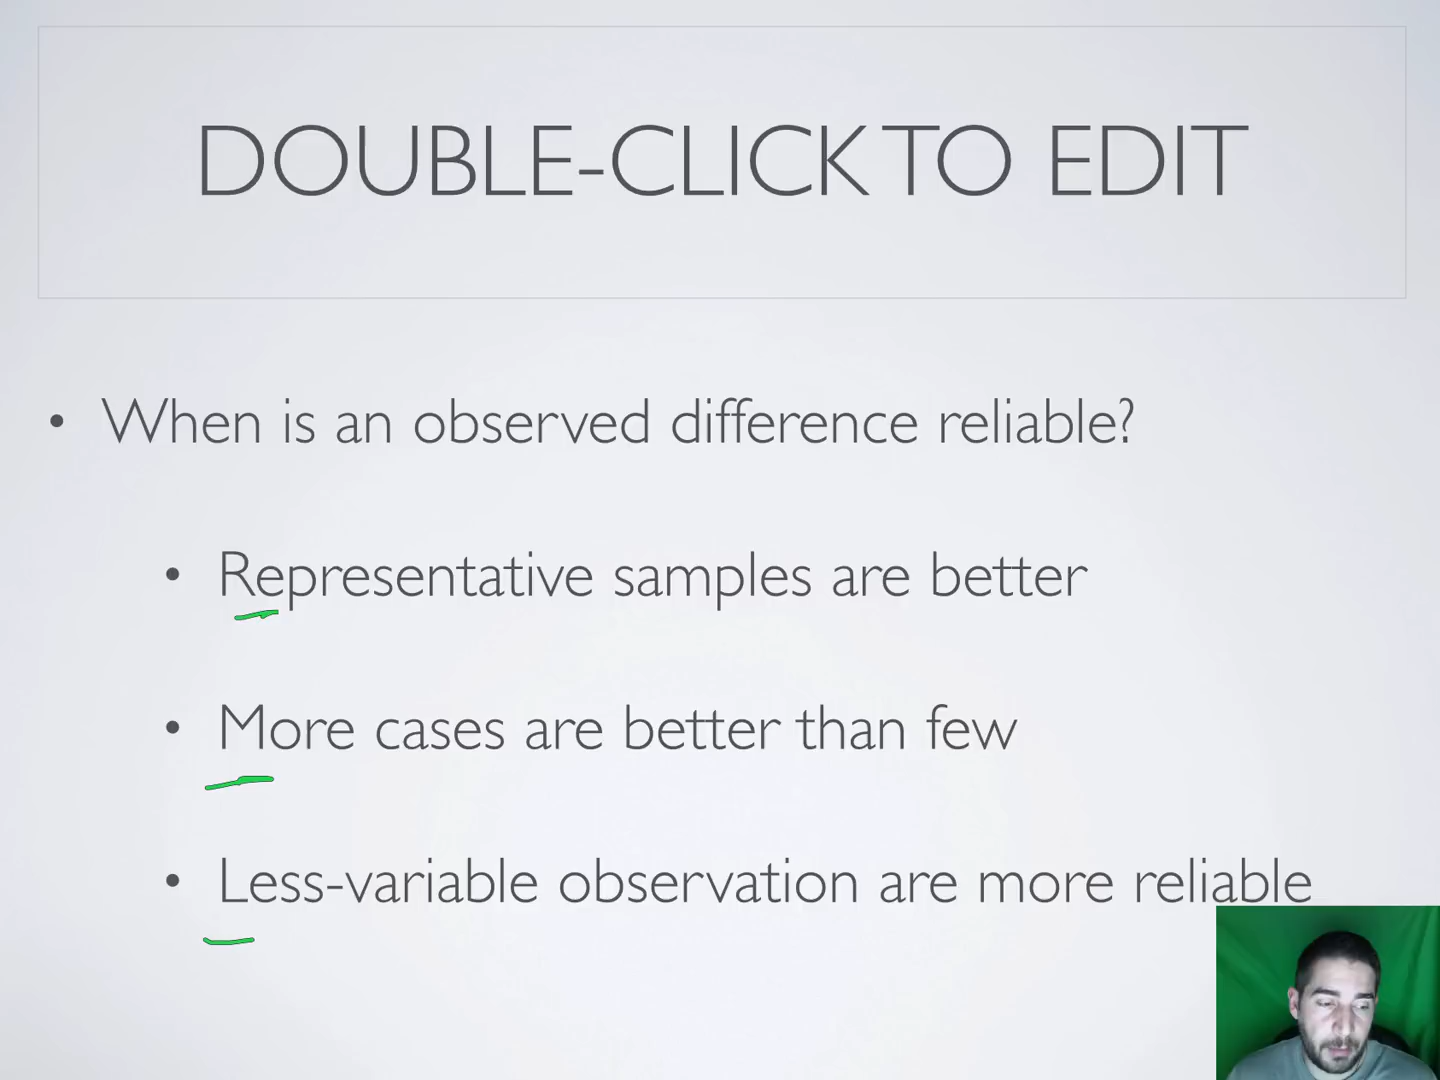 DOUBLE-CLICK TO EDIT
• When is an observed difference reliable?
• Representative samples are better
• More cases are better than few
• Less-variable observation are more reliable